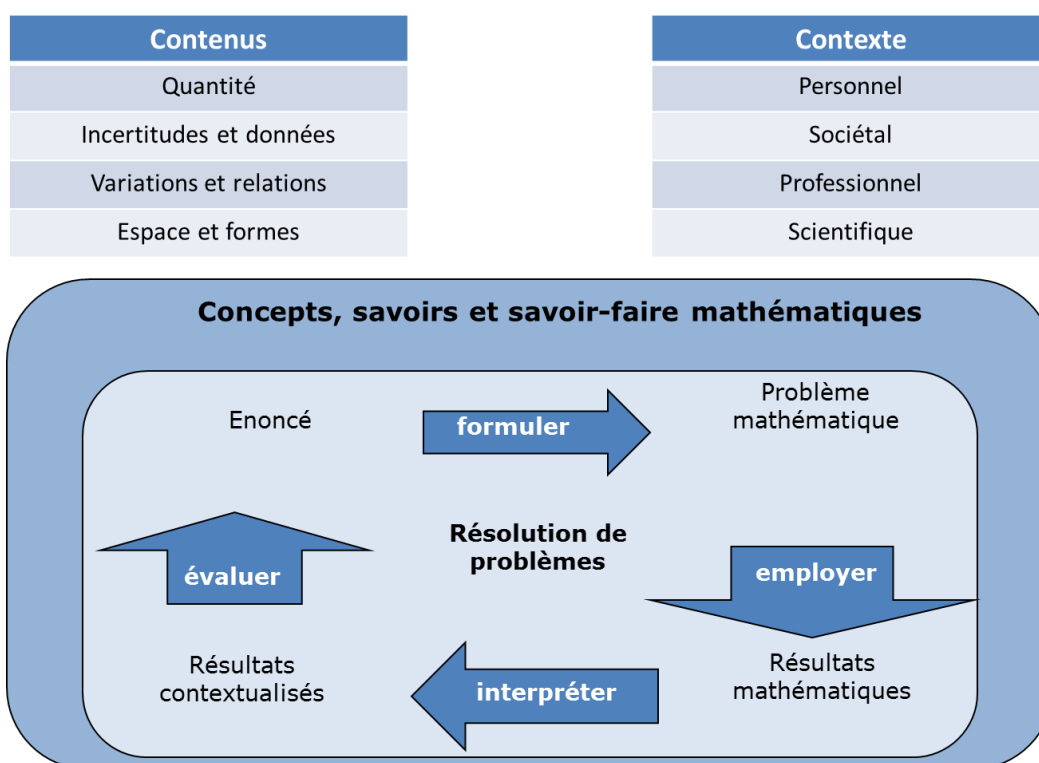 Contenus
Quantité
Incertitudes et données
Variations et relations
Espace et formes
Contexte
Personnel
Sociétal
Professionnel
Scientifique
Concepts, savoirs et savoir-faire mathématiques
Enoncé
formuler
Problème
mathématique
Résolution de
problèmes
évaluer
employer
Résultats
contextualisés
interpréter
Résultats
mathématiques